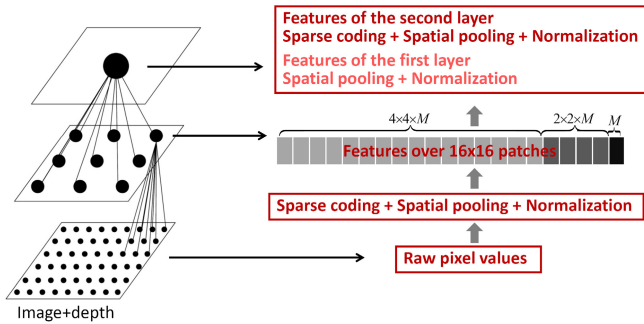 Features of the second layer
Sparse coding + Spatial pooling + Normalization
Features of the first layer
Spatial pooling + Normalization
4×4×M
2×2×M
M
Features over 16x16 patches
Sparse coding + Spatial pooling + Normalization
Raw pixel values
Image+depth